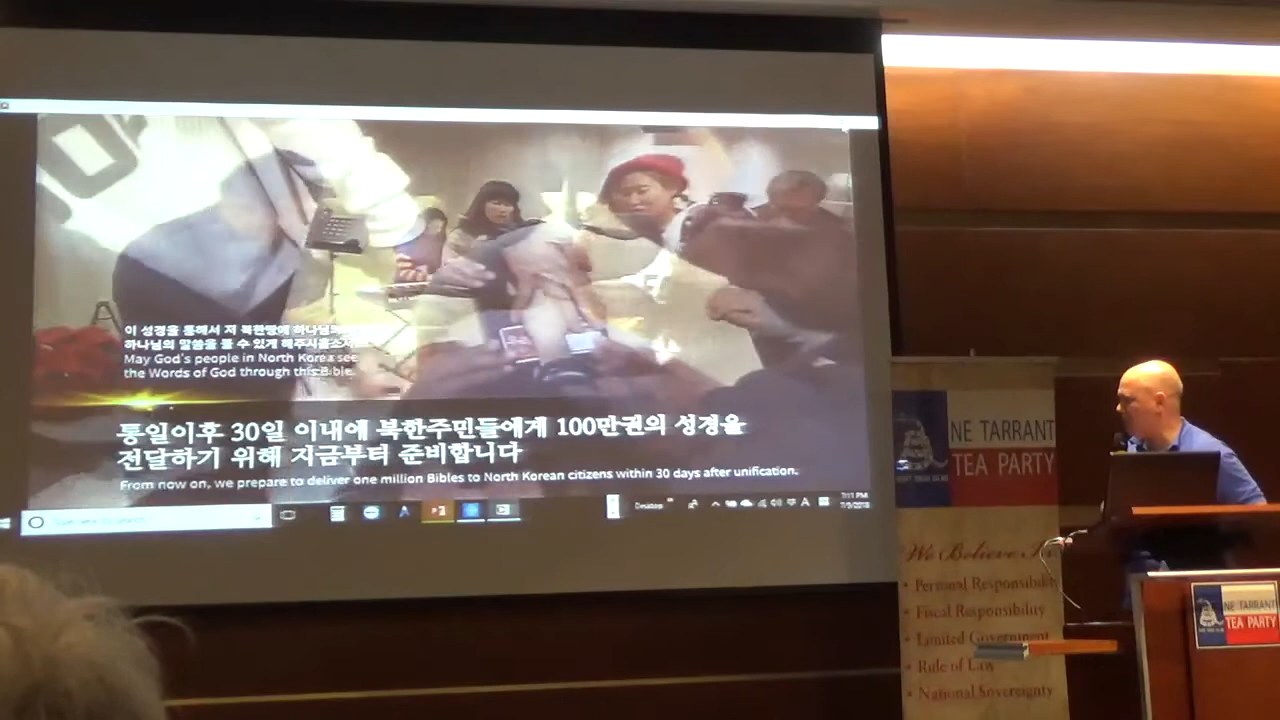 이 성경을 통해서 저 북한땅에 하나님의
하나님의 말씀을 볼 수 있게 해주시옵소서
May God's people in North Korea see
the Words of God through this Bible.
통일이후 30일 이내에 북한주민들에게 100만권의 성경을
전달하기 위해 지금부터 준비합니다
From now on, we prepare to deliver one million Bibles to North Korean citizens within 30 days after unification.
Desktop
7:11 PM
NE TARRANT
TEA PARTY
We Believe In
• Personal Responsibility
• Fiscal Responsibility
• Limited Government
• Rule of Law
• National Sovereignty
NE TARRANT
TEA PARTY